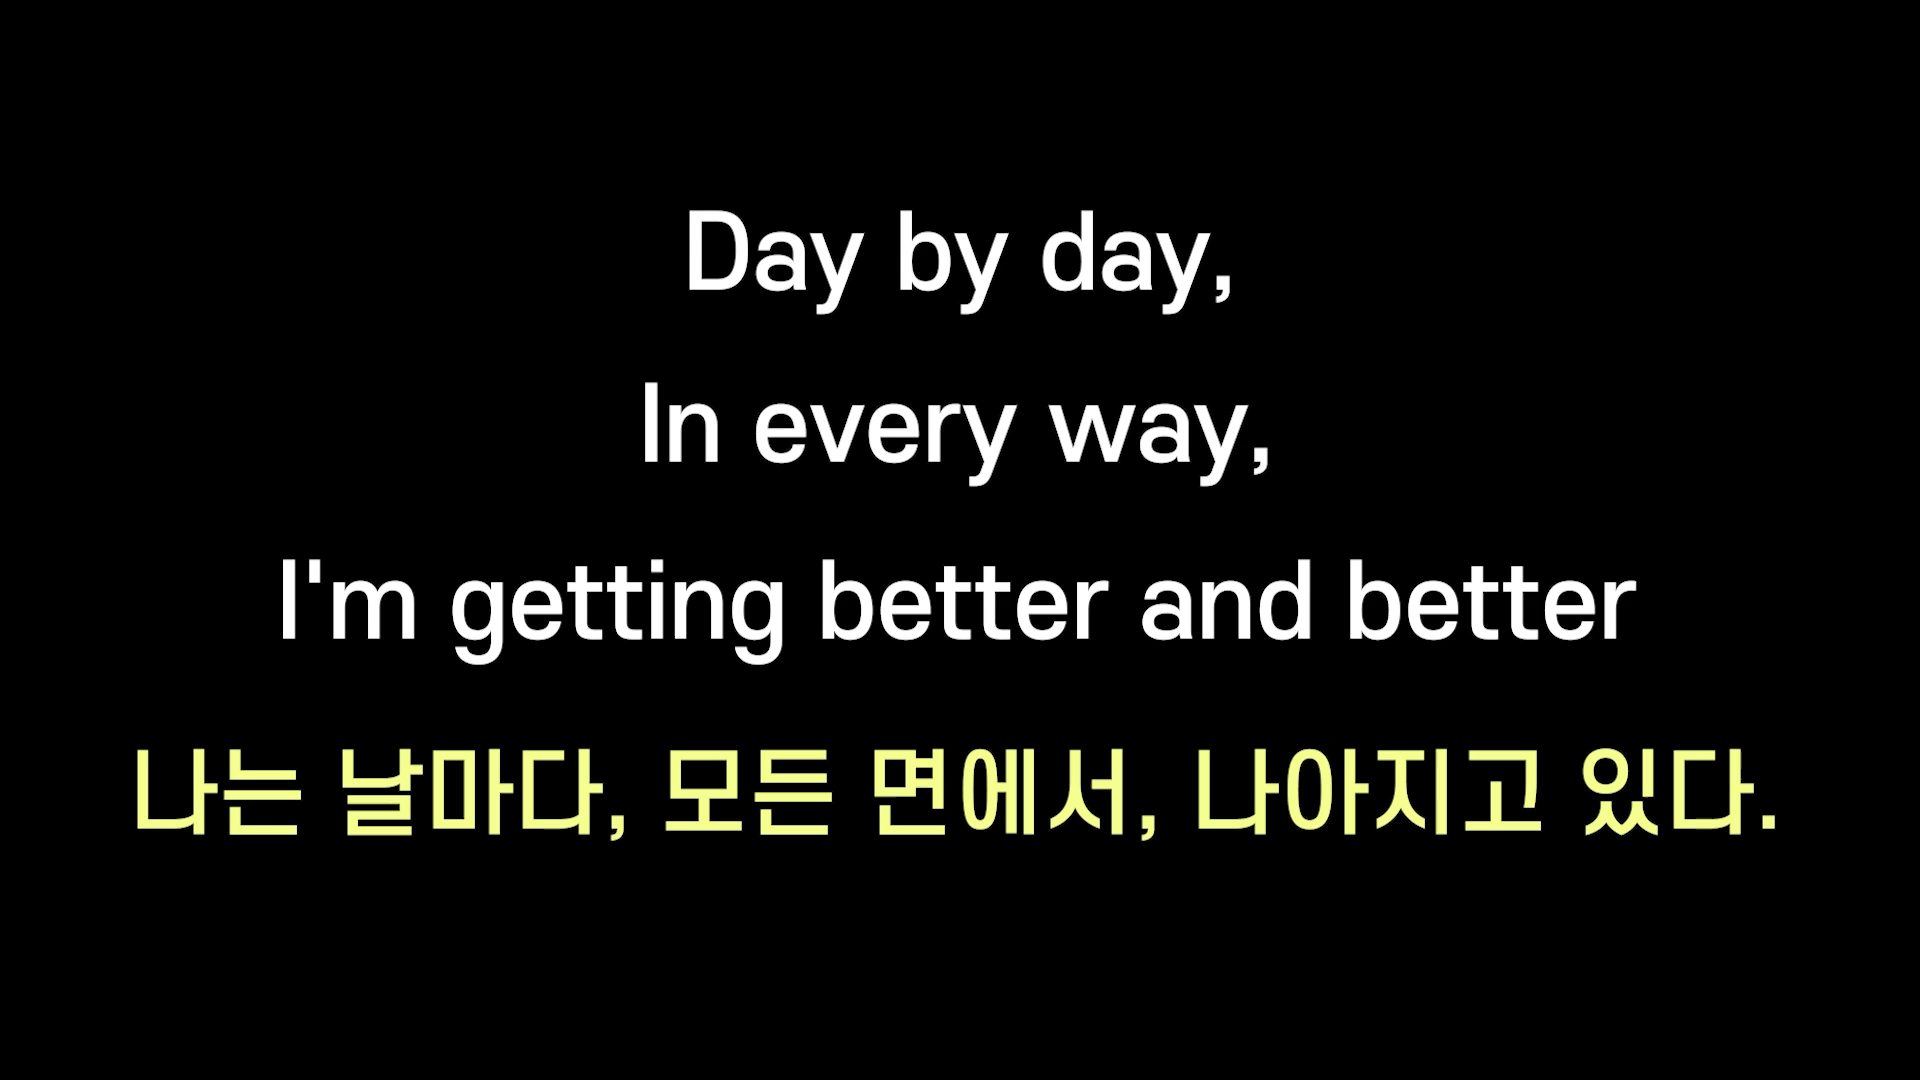 Day by day,
In every way,
I'm getting better and better
나는 날마다, 모든 면에서, 나아지고 있다.